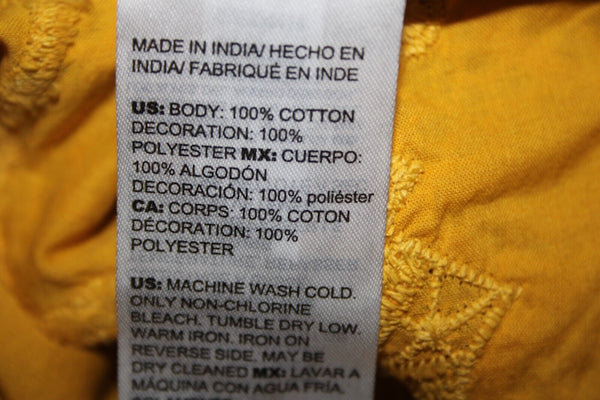 MADE IN INDIA/ HECHO EN
INDIA/ FABRIQUÉ EN INDE
US: BODY: 100% COTTON
DECORATION: 100%
POLYESTER MX: CUERPO:
100% ALGODÓN
DECORACIÓN: 100% poliéster
CA: CORPS: 100% COTON
DÉCORATION: 100%
POLYESTER
US: MACHINE WASH COLD.
ONLY NON-CHLORINE
BLEACH. TUMBLE DRY LOW.
WARM IRON. IRON ON
REVERSE SIDE. MAY BE
DRY CLEANED MX: LAVAR A
MÁQUINA CON AGUA FRÍA.